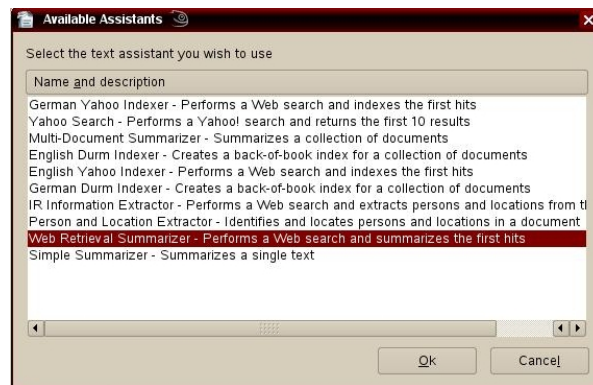 Available Assistants
Select the text assistant you wish to use
Name and description
German Yahoo Indexer - Performs a Web search and indexes the first hits
Yahoo Search - Performs a Yahoo! search and returns the first 10 results
Multi-Document Summarizer - Summarizes a collection of documents
English Durm Indexer - Creates a back-of-book index for a collection of documents
English Yahoo Indexer - Performs a Web search and indexes the first hits
German Durm Indexer - Creates a back-of-book index for a collection of documents
IR Information Extractor - Performs a Web search and extracts persons and locations from
Person and Location Extractor - Identifies and locates persons and locations in a document
Web Retrieval Summarizer - Performs a Web search and summarizes the first hits
Simple Summarizer - Summarizes a single text
Ok Cancel